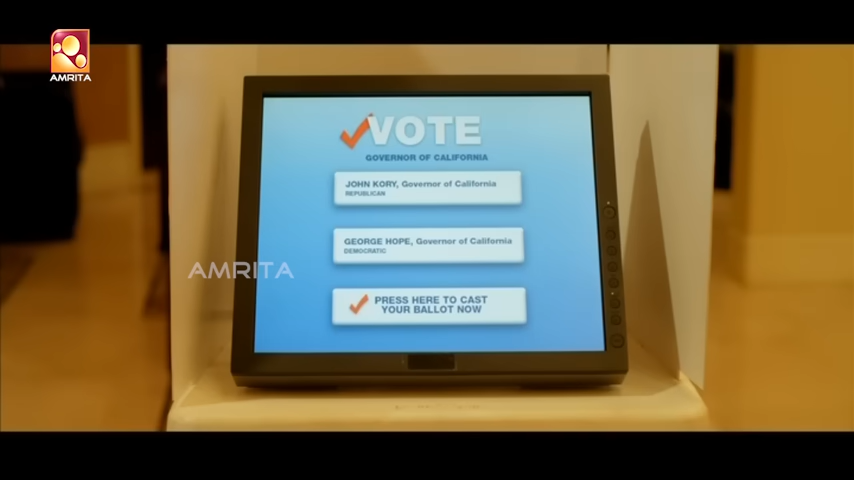 AMRITA
VOTE
GOVERNOR OF CALIFORNIA
JOHN KORY, Governor of California
REPUBLICAN
GEORGE HOPE, Governor of California
DEMOCRATIC
AMRITA
PRESS HERE TO CAST
YOUR BALLOT NOW